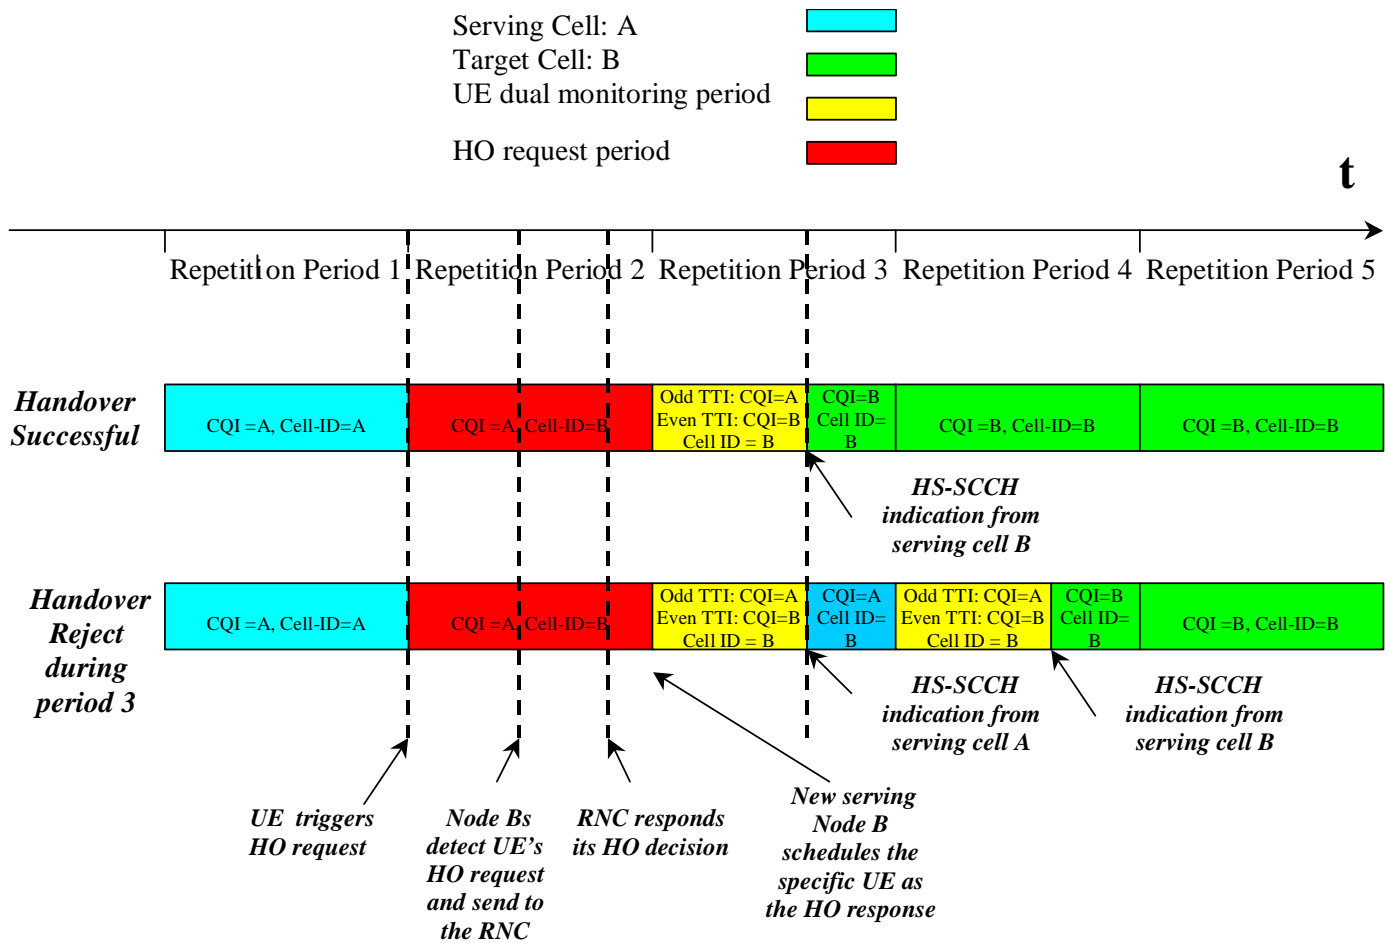 Serving Cell: A
Target Cell: B
UE dual monitoring period
HO request period
t
Repetition Period 1
Repetition Period 2
Repetition Period 3
Repetition Period 4
Repetition Period 5
Handover
Successful
CQI =A, Cell-ID=A
CQI =A, Cell-ID=B
Odd TTI: CQI=A
Even TTI: CQI=B
Cell ID = B
CQI=B
Cell ID=
B
CQI =B, Cell-ID=B
CQI =B, Cell-ID=B
HS-SCCH
indication from
serving cell B
Handover
Reject
during
period 3
CQI =A, Cell-ID=A
CQI =A, Cell-ID=B
Odd TTI: CQI=A
Even TTI: CQI=B
Cell ID = B
CQI=A
Cell ID=
B
Odd TTI: CQI=A
Even TTI: CQI=B
Cell ID = B
CQI=B
Cell ID=
B
CQI =B, Cell-ID=B
HS-SCCH
indication from
serving cell A
HS-SCCH
indication from
serving cell B
UE triggers
HO request
Node Bs
detect UE's
HO request
and send to
the RNC
RNC responds
its HO decision
New serving
Node B
schedules the
specific UE as
the HO response